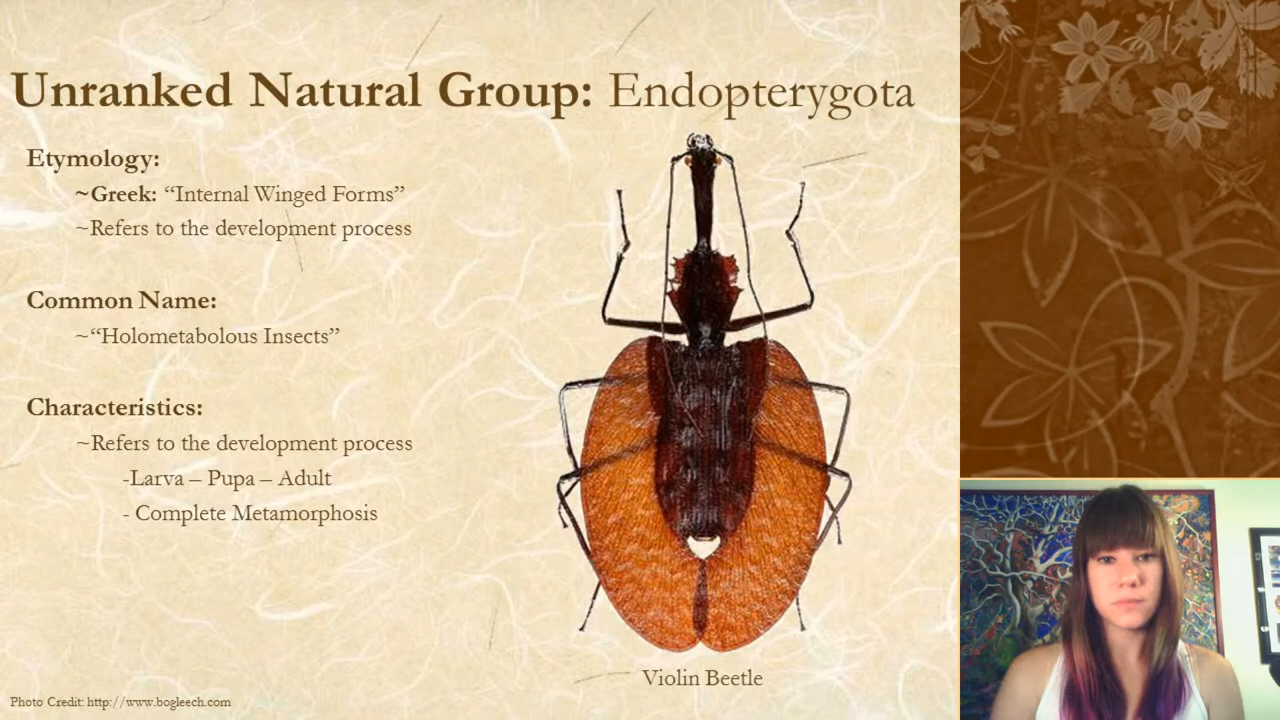 Unranked Natural Group: Endopterygota
Etymology:
~Greek: “Internal Winged Forms”
~Refers to the development process
Common Name:
~“Holometabolous Insects”
Characteristics:
~Refers to the development process
-Larva – Pupa – Adult
- Complete Metamorphosis
Violin Beetle
Photo Credit: http://www.bogleech.com